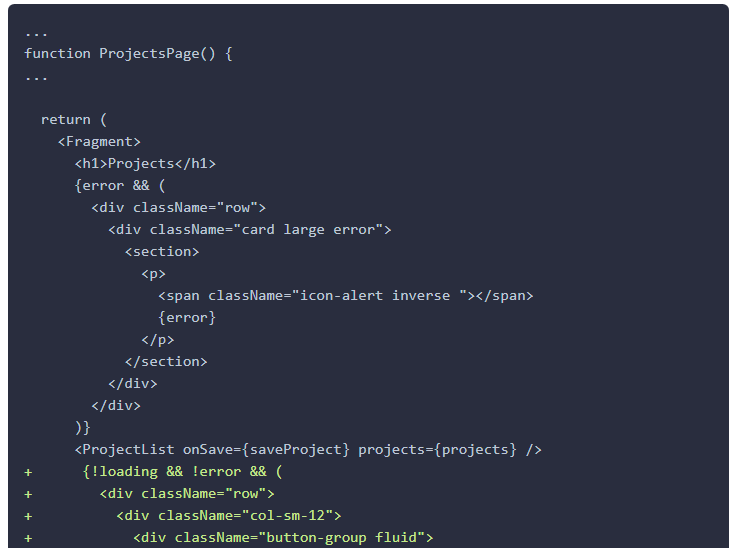 ...
function ProjectsPage() {
...
  return (
    <Fragment>
      <h1>Projects</h1>
      {error && (
        <div className="row">
          <div className="card large error">
            <section>
              <p>
                <span className="icon-alert inverse "></span>
                {error}
              </p>
            </section>
          </div>
        </div>
      )}
      <ProjectList onSave={saveProject} projects={projects} />
+      {!loading && !error && (
+        <div className="row">
+          <div className="col-sm-12">
+            <div className="button-group fluid">